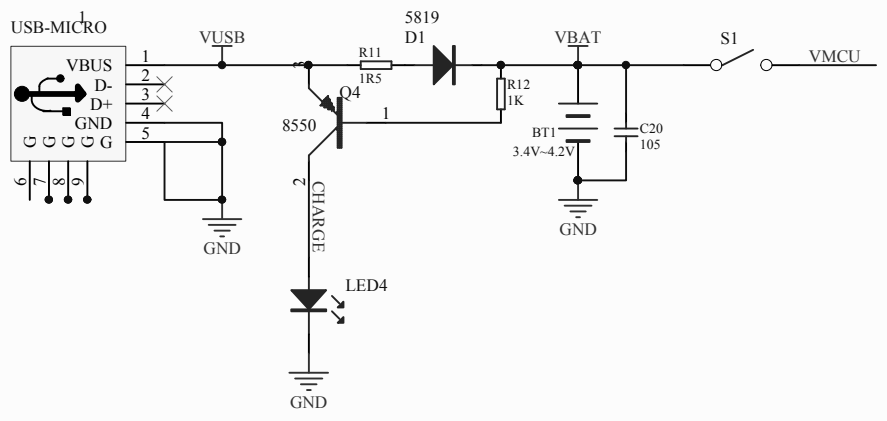 1
USB-MICRO
VBUS
D-
D+
GND
G
G
G
G
G
1
2
3
4
5
6
7
8
9
VUSB
GND
3
Q4
8550
1
2
CHARGE
LED4
GND
R11
1R5
5819
D1
R12
1K
VBAT
BT1
3.4V~4.2V
C20
105
GND
S1
VMCU